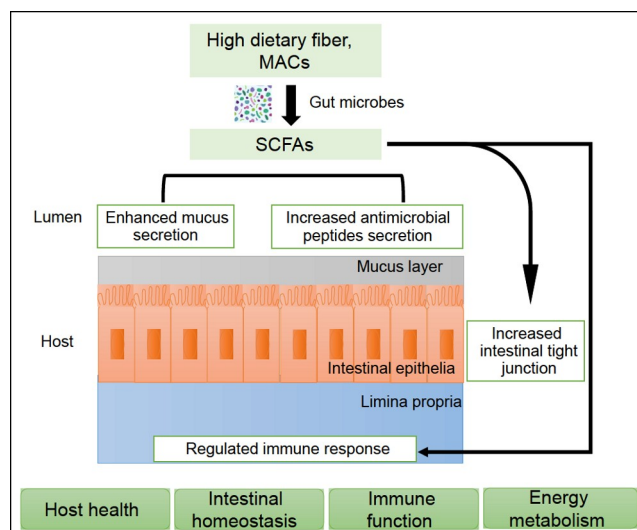 High dietary fiber,
MACs
Gut microbes
SCFAs
Lumen
Enhanced mucus
secretion
Increased antimicrobial
peptides secretion
Mucus layer
Host
Intestinal epithelia
Increased
intestinal tight
junction
Limina propria
Regulated immune response
Host health
Intestinal
homeostasis
Immune
function
Energy
metabolism